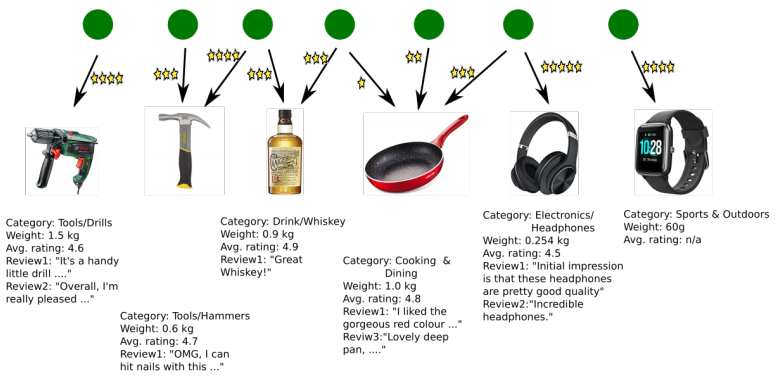 10:28
Category: Tools/Drills
Weight: 1.5 kg
Avg. rating: 4.6
Review1: "It's a handy
little drill ...."
Review2: "Overall, I'm
really pleased ..."
Category: Tools/Hammers
Weight: 0.6 kg
Avg. rating: 4.7
Review1: "OMG, I can
hit nails with this ..."
Category: Drink/Whiskey
Weight: 0.9 kg
Avg. rating: 4.9
Review1: "Great
Whiskey!"
Category: Cooking &
Dining
Weight: 1.0 kg
Avg. rating: 4.8
Review1: "I liked the
gorgeous red colour ..."
Reviw3:"Lovely deep
pan, ...."
Category: Electronics/
Headphones
Weight: 0.254 kg
Avg. rating: 4.5
Review1: "Initial impression
is that these headphones
are pretty good quality"
Review2:"Incredible
headphones."
Category: Sports & Outdoors
Weight: 60g
Avg. rating: n/a